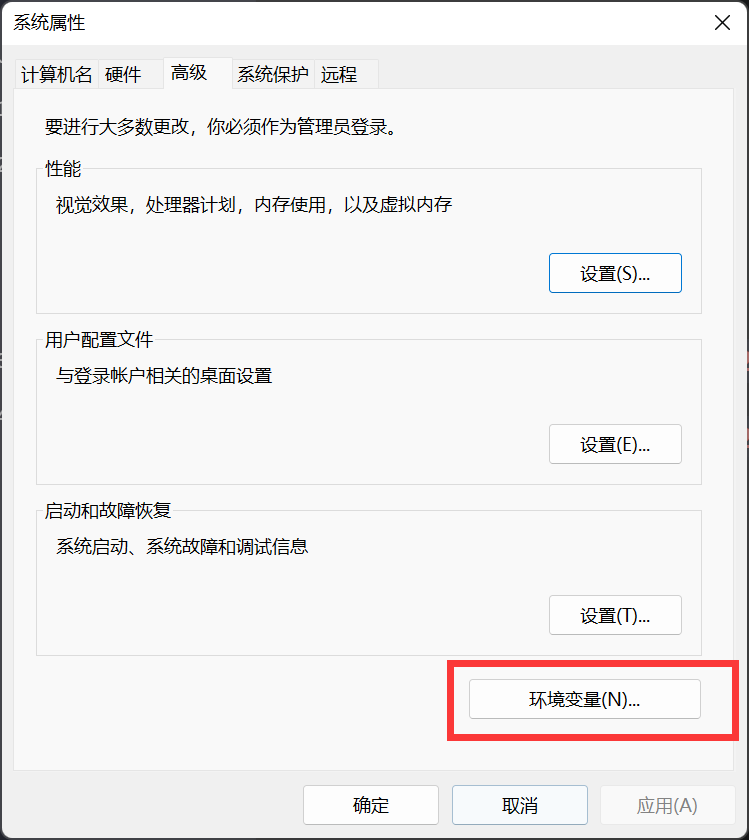 系统属性
计算机名 硬件 高级 系统保护 远程
要进行大多数更改，你必须作为管理员登录。
性能
视觉效果，处理器计划，内存使用，以及虚拟内存
设置(S)...
用户配置文件
与登录帐户相关的桌面设置
设置(E)...
启动和故障恢复
系统启动、系统故障和调试信息
设置(T)...
环境变量(N)...
确定 取消 应用(A)